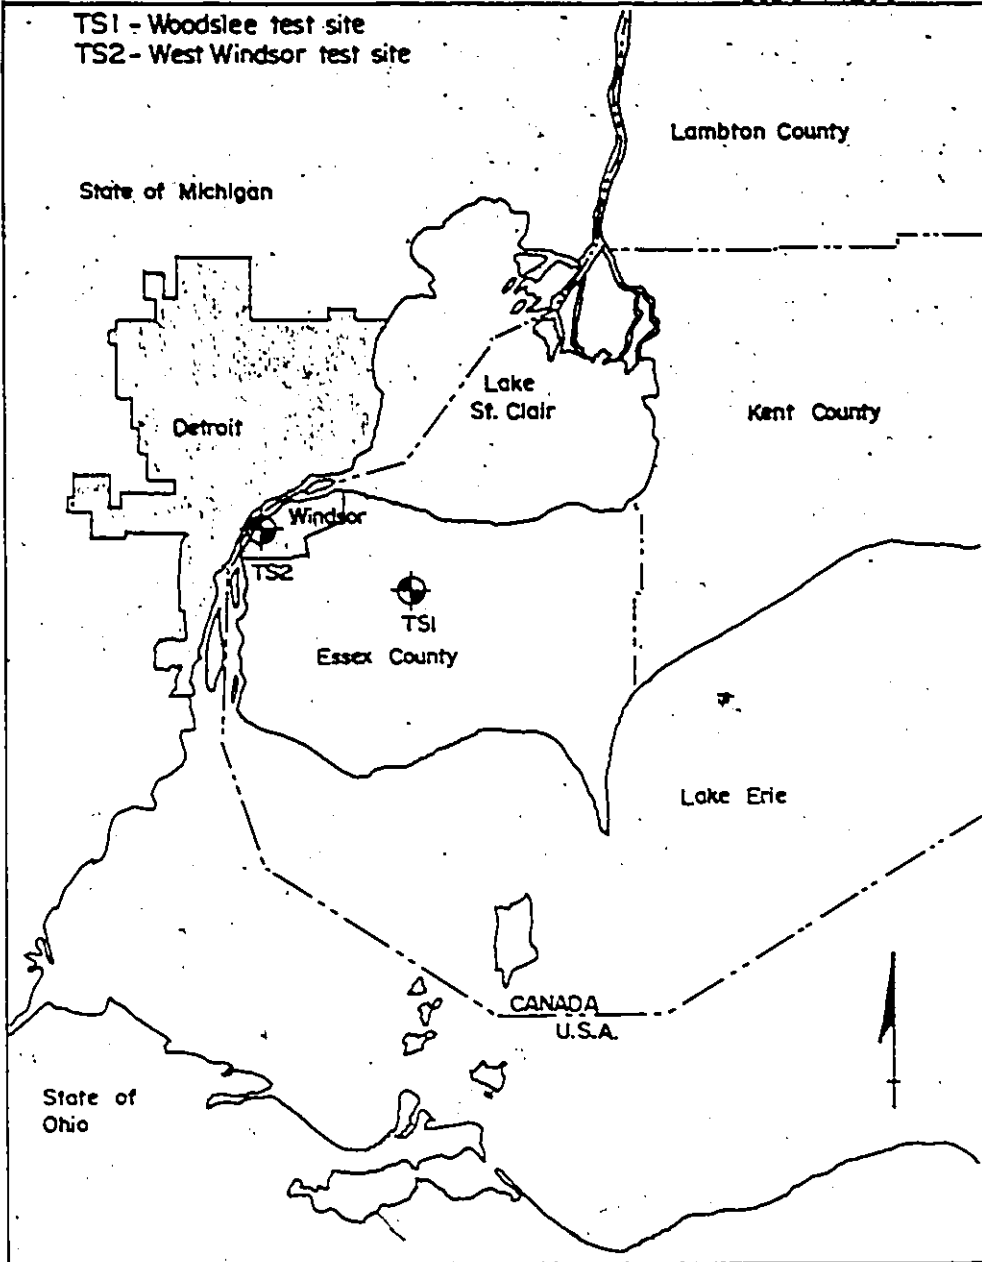 TS1 - Woodslee test site
TS2 - West Windsor test site
Lambton County
State of Michigan
Lake
St. Clair
Kent County
Detroit
Windsor
TS2
TS1
Essex County
Lake Erie
CANADA
U.S.A.
State of
Ohio